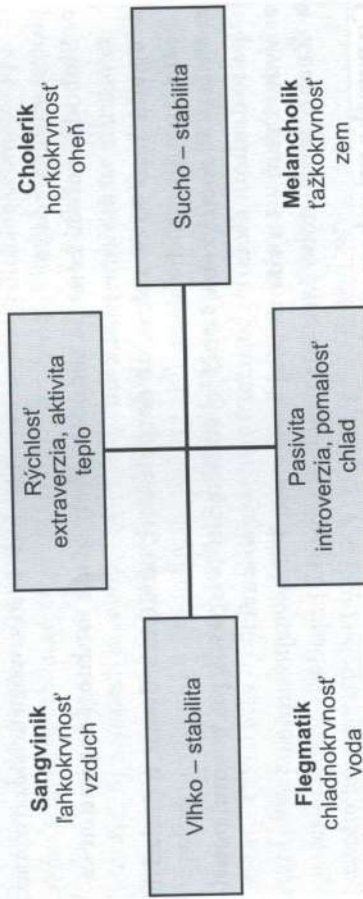 Sangvinik
ľahkokrvnosť
vzduch
Rýchlosť
extraverzia, aktivita
teplo
Cholerik
horkokrvnosť
oheň
Vlhko – stabilita
Sucho – stabilita
Flegmatik
chladnokrvnosť
voda
Pasivita
introverzia, pomalosť
chlad
Melancholik
ťažkokrvnosť
zem